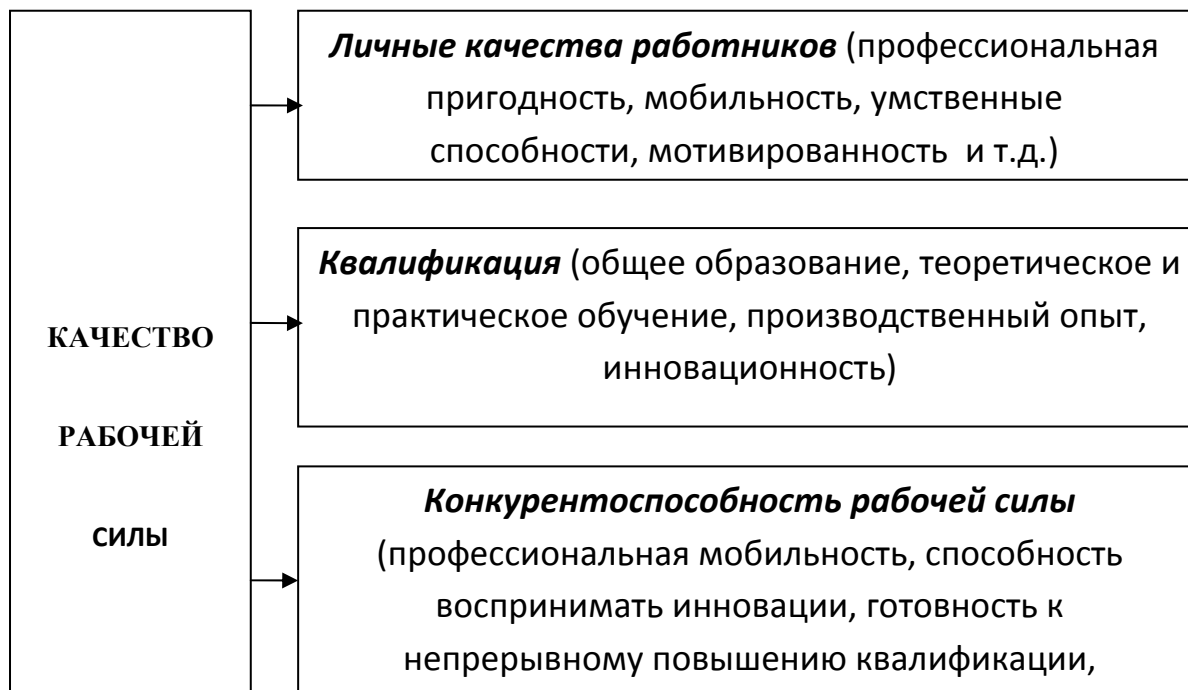 КАЧЕСТВО
РАБОЧЕЙ
СИЛЫ
Личные качества работников (профессиональная
пригодность, мобильность, умственные
способности, мотивированность и т.д.)
Квалификация (общее образование, теоретическое и
практическое обучение, производственный опыт,
инновационность)
Конкурентоспособность рабочей силы
(профессиональная мобильность, способность
воспринимать инновации, готовность к
непрерывному повышению квалификации,